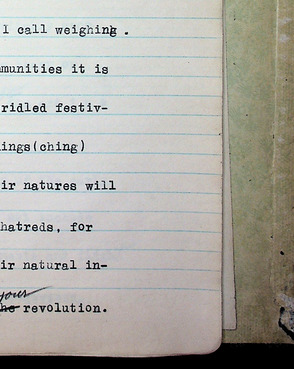 I call weighing .
munities it is
ridled festiv-
ings(ching)
ir natures will
hatreds, for
ir natural in-
your
the revolution.